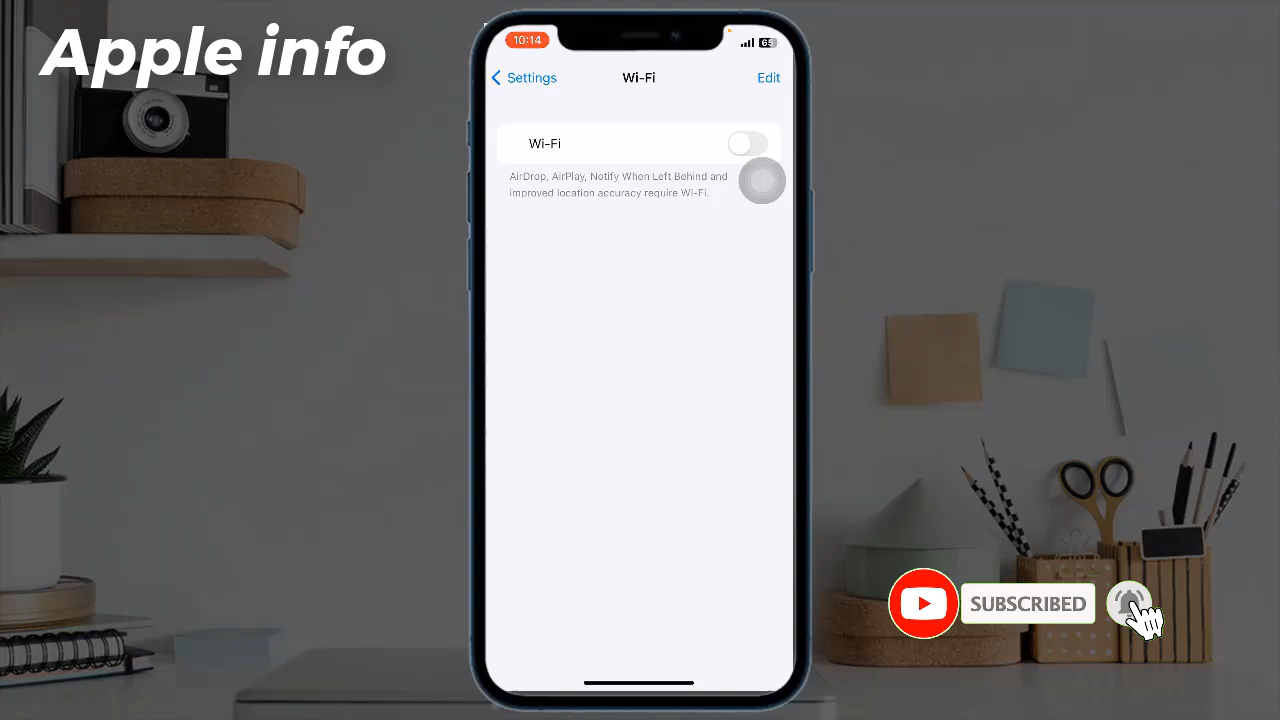 Apple info
10:14
65
Settings
Wi-Fi
Edit
Wi-Fi
AirDrop, AirPlay, Notify When Left Behind and
improved location accuracy require Wi-Fi.
SUBSCRIBED